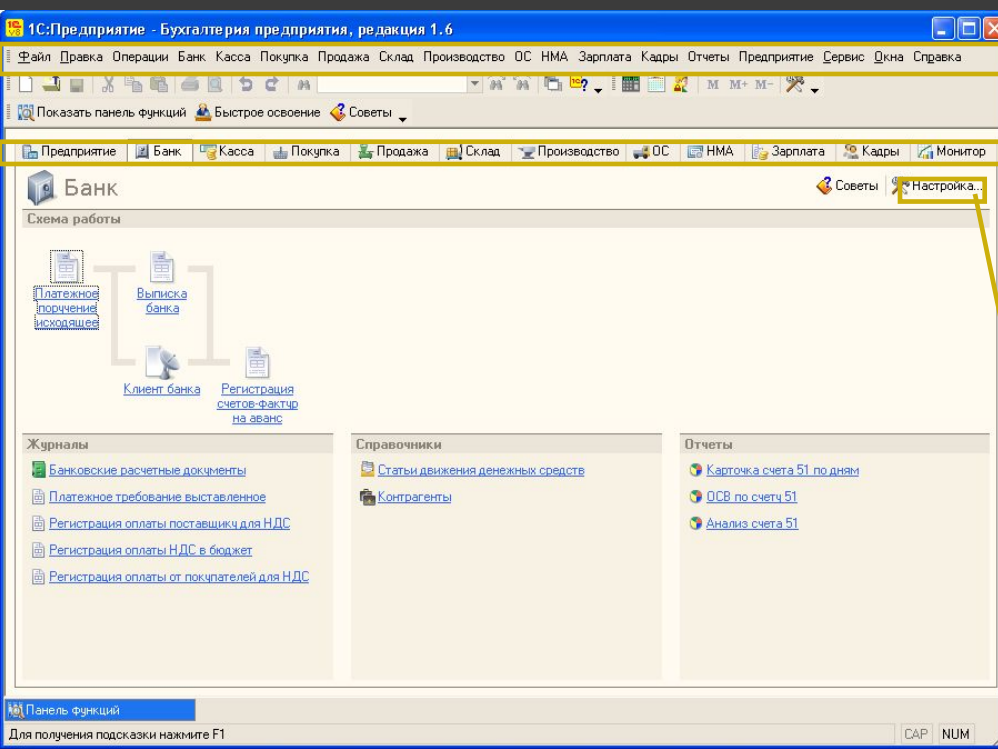 1С:Предприятие - Бухгалтерия предприятия, редакция 1.6
Файл Правка Операции Банк Касса Покупка Продажа Склад Производство ОС НМА Зарплата Кадры Отчеты Предприятие Сервис Окна Справка
M M+ M-
Показать панель функций Быстрое освоение Советы
Предприятие Банк Касса Покупка Продажа Склад Производство ОС НМА Зарплата Кадры Монитор
Банк Советы Настройка...
Схема работы
Платежное
поручение
исходящее
Выписка
банка
Клиент банка
Регистрация
счетов-фактур
на аванс
Журналы
Банковские расчетные документы
Платежное требование выставленное
Регистрация оплаты поставщику для НДС
Регистрация оплаты НДС в бюджет
Регистрация оплаты от покупателей для НДС
Справочники
Статьи движения денежных средств
Контрагенты
Отчеты
Карточка счета 51 по дням
ОСВ по счету 51
Анализ счета 51
Панель функций
Для получения подсказки нажмите F1 CAP NUM